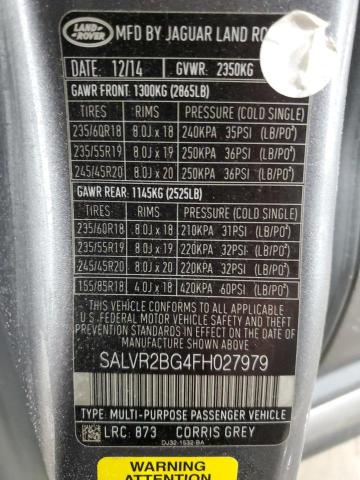 LAND ROVER
MFD BY JAGUAR LAND RO
12/14 GVWR: 2350KG
GAWR FRONT: 1300KG (2865LB)
TIRES RIMS PRESSURE (COLD SINGLE)
235/60R18 8.0J x 18 240KPA 35PSI (LB/PO²)
235/55R19 8.0J x 19 250KPA 36PSI (LB/PO²)
245/45R20 8.0J x 20 250KPA 36PSI (LB/PO²)
GAWR REAR: 1145KG (2525LB)
TIRES RIMS PRESSURE (COLD SINGLE)
235/60R18 8.0J x 18 210KPA 31PSI (LB/PO²)
235/55R19 8.0J x 19 220KPA 32PSI (LB/PO²)
245/45R20 8.0J x 20 220KPA 32PSI (LB/PO²)
155/85R18 4.0J x 18 420KPA 60PSI (LB/PO²)
THIS VEHICLE CONFORMS TO ALL APPLICABLE
U.S. FEDERAL MOTOR VEHICLE SAFETY AND
IN EFFECT ON THE DATE OF MANUFACTURE SHOWN ABOVE
SALVR2BG4FH027979
TYPE: MULTI-PURPOSE PASSENGER VEHICLE
LRC: 873 CORRIS GREY
DJ32-1532-BA
WARNING ATTENTION